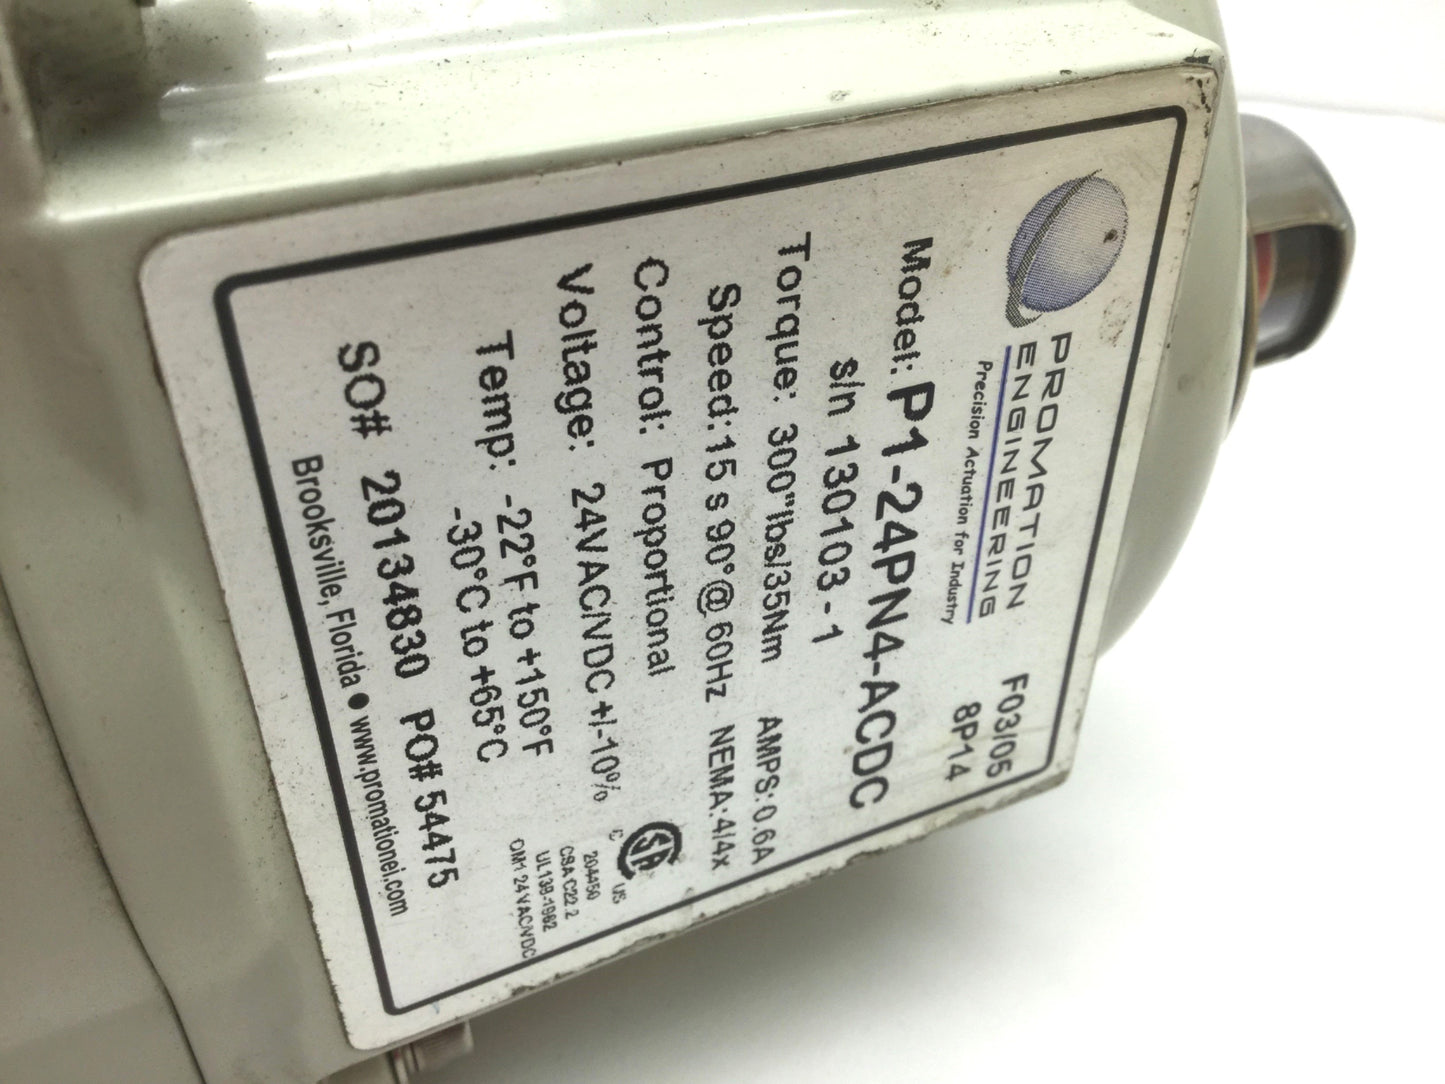 PROMATION
ENGINEERING
Precision Actuation for Industry
F03/05
8P14
Model: P1-24PN4-ACDC
s/n 130103 - 1
Torque: 300"lbs/35Nm AMPS: 0.6A
Speed: 15 s 90°@ 60Hz NEMA: 4/4x
Control: Proportional
Voltage: 24VAC/VDC +/-10%
Temp: -22°F to +150°F
-30°C to +65°C
C SA US
204450
CSA C22.2
UL139-1982
OM1 24VAC/VDC
SO# 20134830 PO# 54475
Brooksville, Florida ● www.promationei.com